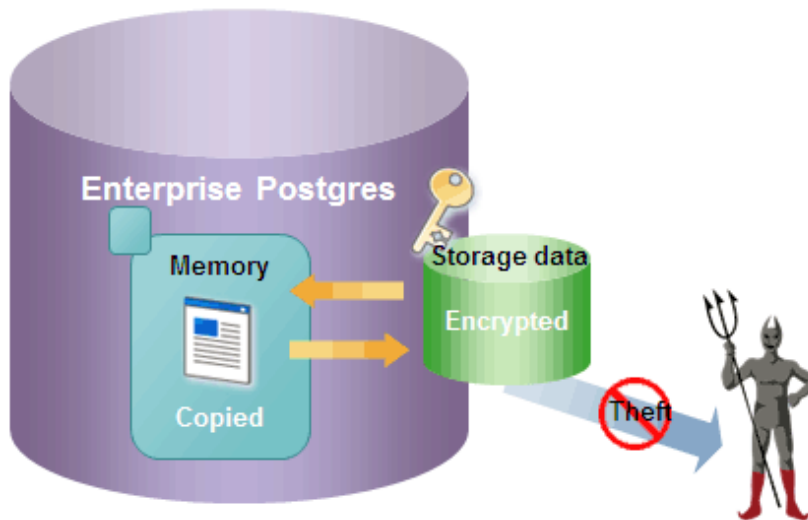 Enterprise Postgres
Memory
Storage data
Encrypted
Copied
Theft